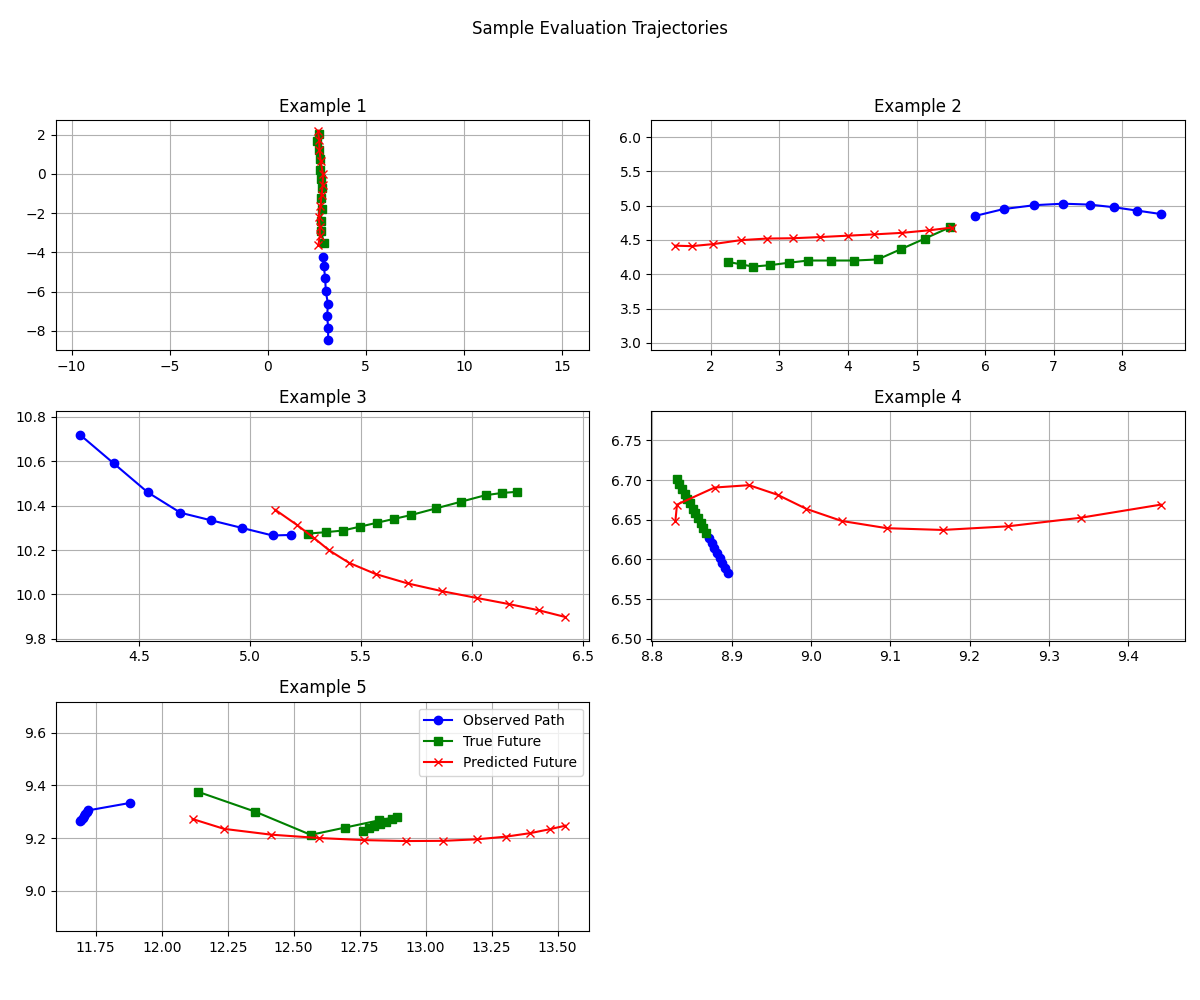 Sample Evaluation Trajectories
Example 1
2
0
−2
−4
−6
−8
−10 −5 0 5 10 15
Example 2
6.0
5.5
5.0
4.5
4.0
3.5
3.0
2 3 4 5 6 7 8
Example 3
10.8
10.6
10.4
10.2
10.0
9.8
4.5 5.0 5.5 6.0 6.5
Example 4
6.75
6.70
6.65
6.60
6.55
6.50
8.8 8.9 9.0 9.1 9.2 9.3 9.4
Example 5
Observed Path
True Future
Predicted Future
9.6
9.4
9.2
9.0
11.75 12.00 12.25 12.50 12.75 13.00 13.25 13.50